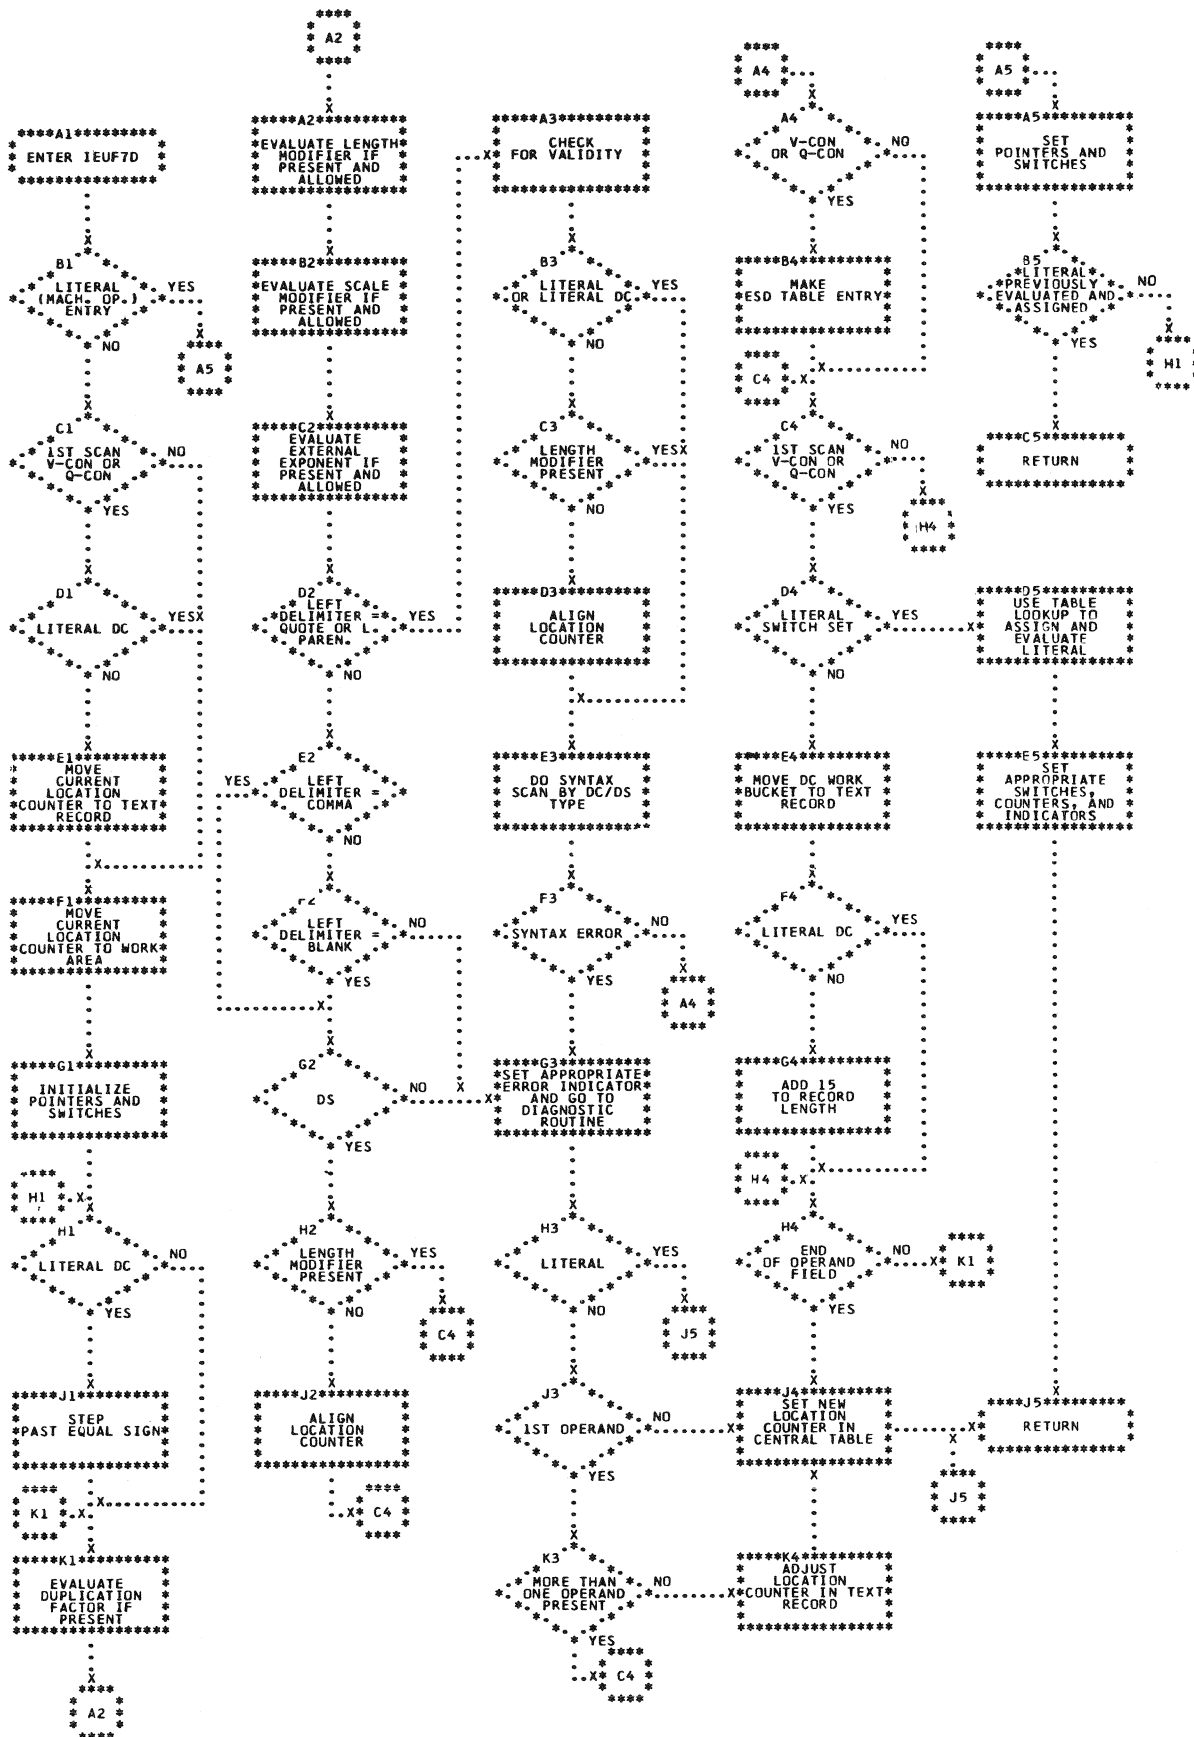 A2
A4
A5
A1
ENTER IEUF7D
B1
LITERAL
(MACH. OP.)
ENTRY
YES
NO
A5
C1
1ST SCAN
V-CON OR
Q-CON
NO
YES
D1
LITERAL DC
YES
NO
E1
MOVE
CURRENT
LOCATION
COUNTER TO TEXT
RECORD
F1
MOVE
CURRENT
LOCATION
COUNTER TO WORK
AREA
G1
INITIALIZE
POINTERS AND
SWITCHES
H1
H1
LITERAL DC
NO
YES
J1
STEP
PAST EQUAL SIGN
K1
K1
EVALUATE
DUPLICATION
FACTOR IF
PRESENT
A2
A2
EVALUATE LENGTH
MODIFIER IF
PRESENT AND
ALLOWED
B2
EVALUATE SCALE
MODIFIER IF
PRESENT AND
ALLOWED
C2
EVALUATE
EXTERNAL
EXPONENT IF
PRESENT AND
ALLOWED
D2
LEFT
DELIMITER =
QUOTE OR L.
PAREN.
YES
NO
E2
LEFT
DELIMITER =
COMMA
YES
NO
F2
LEFT
DELIMITER =
BLANK
NO
YES
G2
DS
NO
YES
H2
LENGTH
MODIFIER
PRESENT
YES
NO
C4
J2
ALIGN
LOCATION
COUNTER
C4
A3
CHECK
FOR VALIDITY
B3
LITERAL
OR LITERAL DC
YES
NO
C3
LENGTH
MODIFIER
PRESENT
YES
NO
D3
ALIGN
LOCATION
COUNTER
E3
DO SYNTAX
SCAN BY DC/DS
TYPE
F3
SYNTAX ERROR
NO
YES
A4
G3
SET APPROPRIATE
ERROR INDICATOR
AND GO TO
DIAGNOSTIC
ROUTINE
H3
LITERAL
YES
NO
J5
J3
1ST OPERAND
NO
YES
K3
MORE THAN
ONE OPERAND
PRESENT
NO
YES
C4
A4
V-CON
OR Q-CON
NO
YES
B4
MAKE
ESD TABLE ENTRY
C4
C4
1ST SCAN
V-CON OR
Q-CON
NO
YES
H4
D4
LITERAL
SWITCH SET
YES
NO
E4
MOVE DC WORK
BUCKET TO TEXT
RECORD
F4
LITERAL DC
YES
NO
G4
ADD 15
TO RECORD
LENGTH
H4
H4
END
OF OPERAND
FIELD
NO
YES
K1
J4
SET NEW
LOCATION
COUNTER IN
CENTRAL TABLE
J5
K4
ADJUST
LOCATION
COUNTER IN TEXT
RECORD
A5
SET
POINTERS AND
SWITCHES
B5
LITERAL
PREVIOUSLY
EVALUATED AND
ASSIGNED
NO
YES
H1
C5
RETURN
D5
USE TABLE
LOOKUP TO
ASSIGN AND
EVALUATE
LITERAL
E5
SET
APPROPRIATE
SWITCHES,
COUNTERS, AND
INDICATORS
J5
RETURN